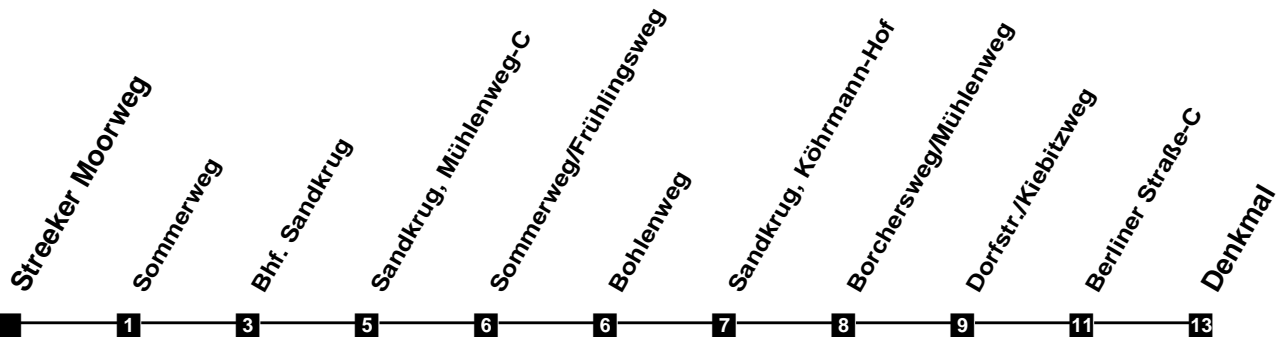 Streeker Moorweg
Sommerweg
Bhf. Sandkrug
Sandkrug, Mühlenweg-C
Sommerweg/Frühlingsweg
Bohlenweg
Sandkrug, Köhrmann-Hof
Borchersweg/Mühlenweg
Dorfstr./Kiebitzweg
Berliner Straße-C
Denkmal
1 3 5 6 6 7 8 9 11 13